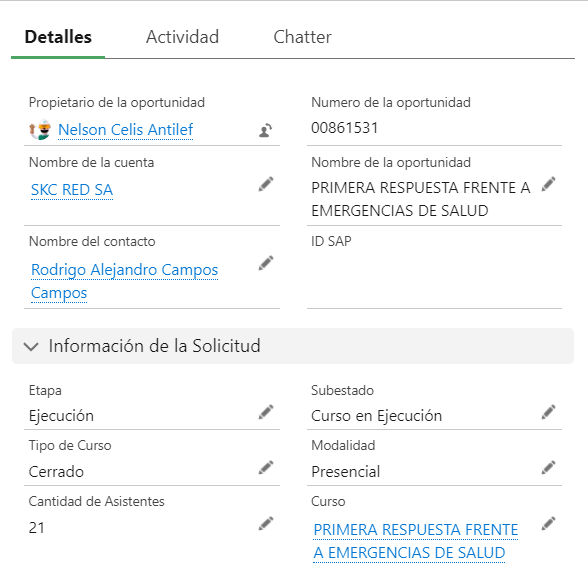 Detalles
Actividad
Chatter
Propietario de la oportunidad
Nelson Celis Antilef
Numero de la oportunidad
00861531
Nombre de la cuenta
SKC RED SA
Nombre de la oportunidad
PRIMERA RESPUESTA FRENTE A
EMERGENCIAS DE SALUD
Nombre del contacto
Rodrigo Alejandro Campos
Campos
ID SAP
Información de la Solicitud
Etapa
Ejecución
Subestado
Curso en Ejecución
Tipo de Curso
Cerrado
Modalidad
Presencial
Cantidad de Asistentes
21
Curso
PRIMERA RESPUESTA FRENTE
A EMERGENCIAS DE SALUD